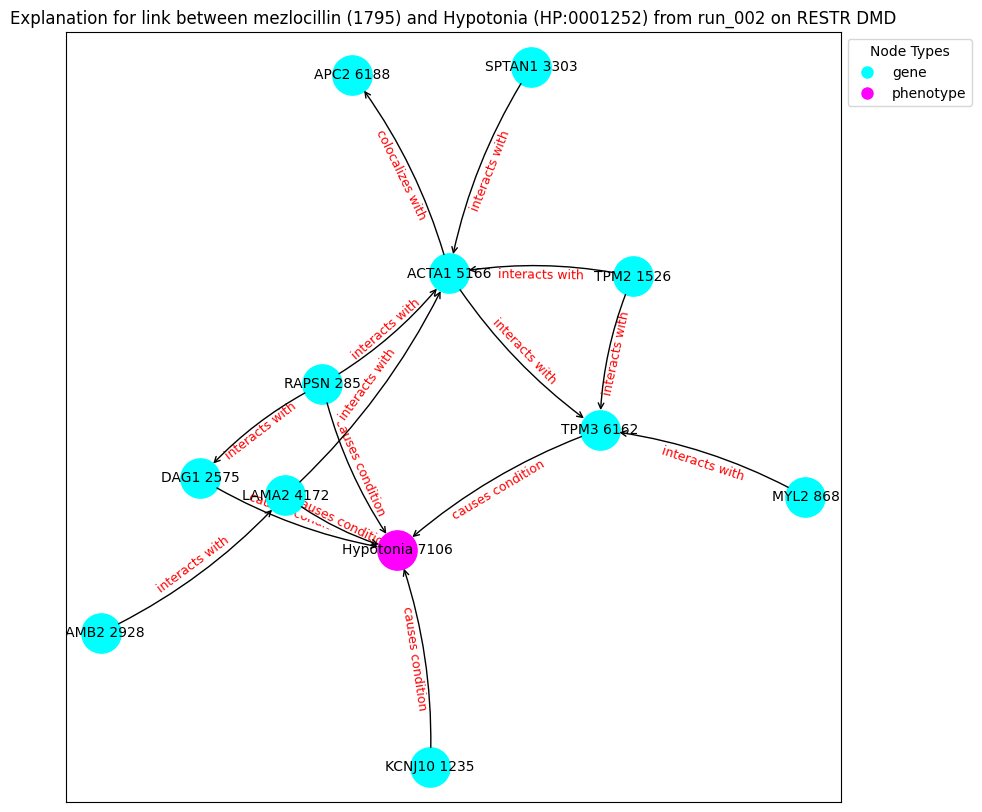 Explanation for link between mezlocillin (1795) and Hypotonia (HP:0001252) from run_002 on RESTR DMD
Node Types
gene
phenotype
APC2 6188
SPTAN1 3303
colocalizes with
interacts with
ACTA1 5166
TPM2 1526
interacts with
interacts with
interacts with
interacts with
RAPSN 285
interacts with
TPM3 6162
interacts with
causes condition
interacts with
DAG1 2575
LAMA2 4172
MYL2 868
causes condition
causes condition
Hypotonia 7106
interacts with
AMB2 2928
causes condition
KCNJ10 1235